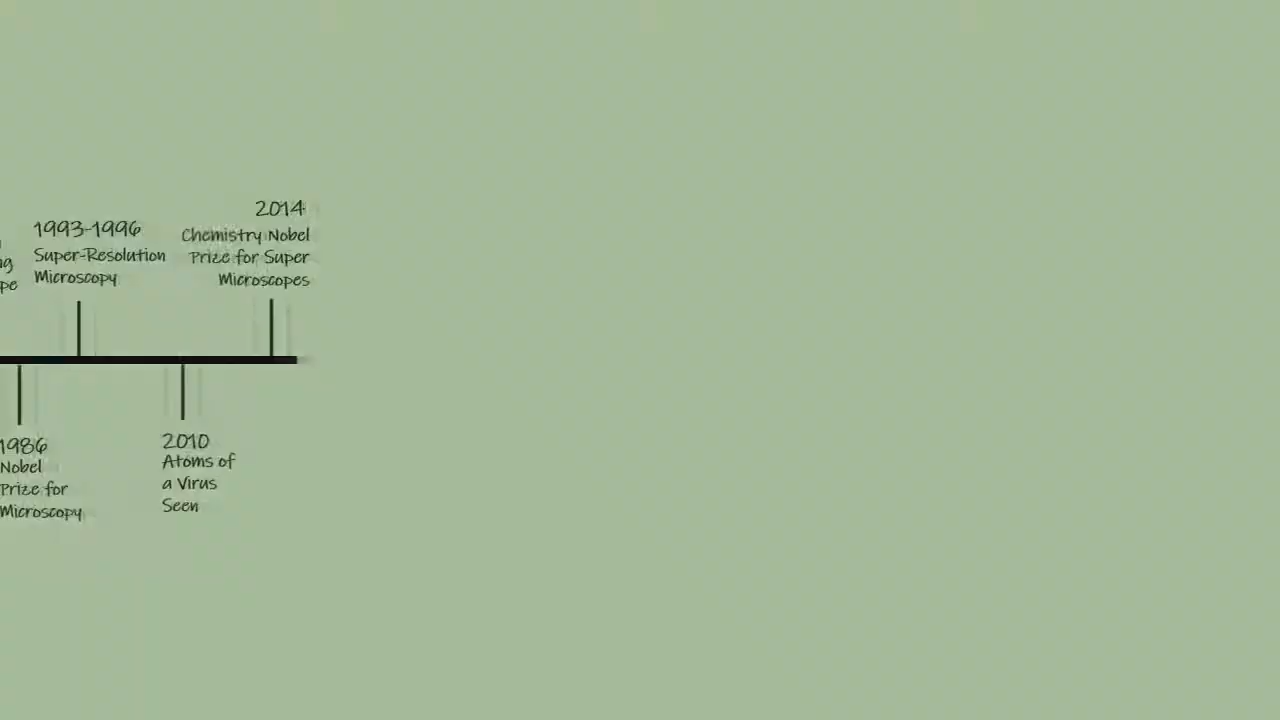 1993-1996
Super-Resolution
Microscopy
2014
Chemistry Nobel
Prize for Super
Microscopes
1986
Nobel
Prize for
Microscopy
2010
Atoms of
a Virus
Seen